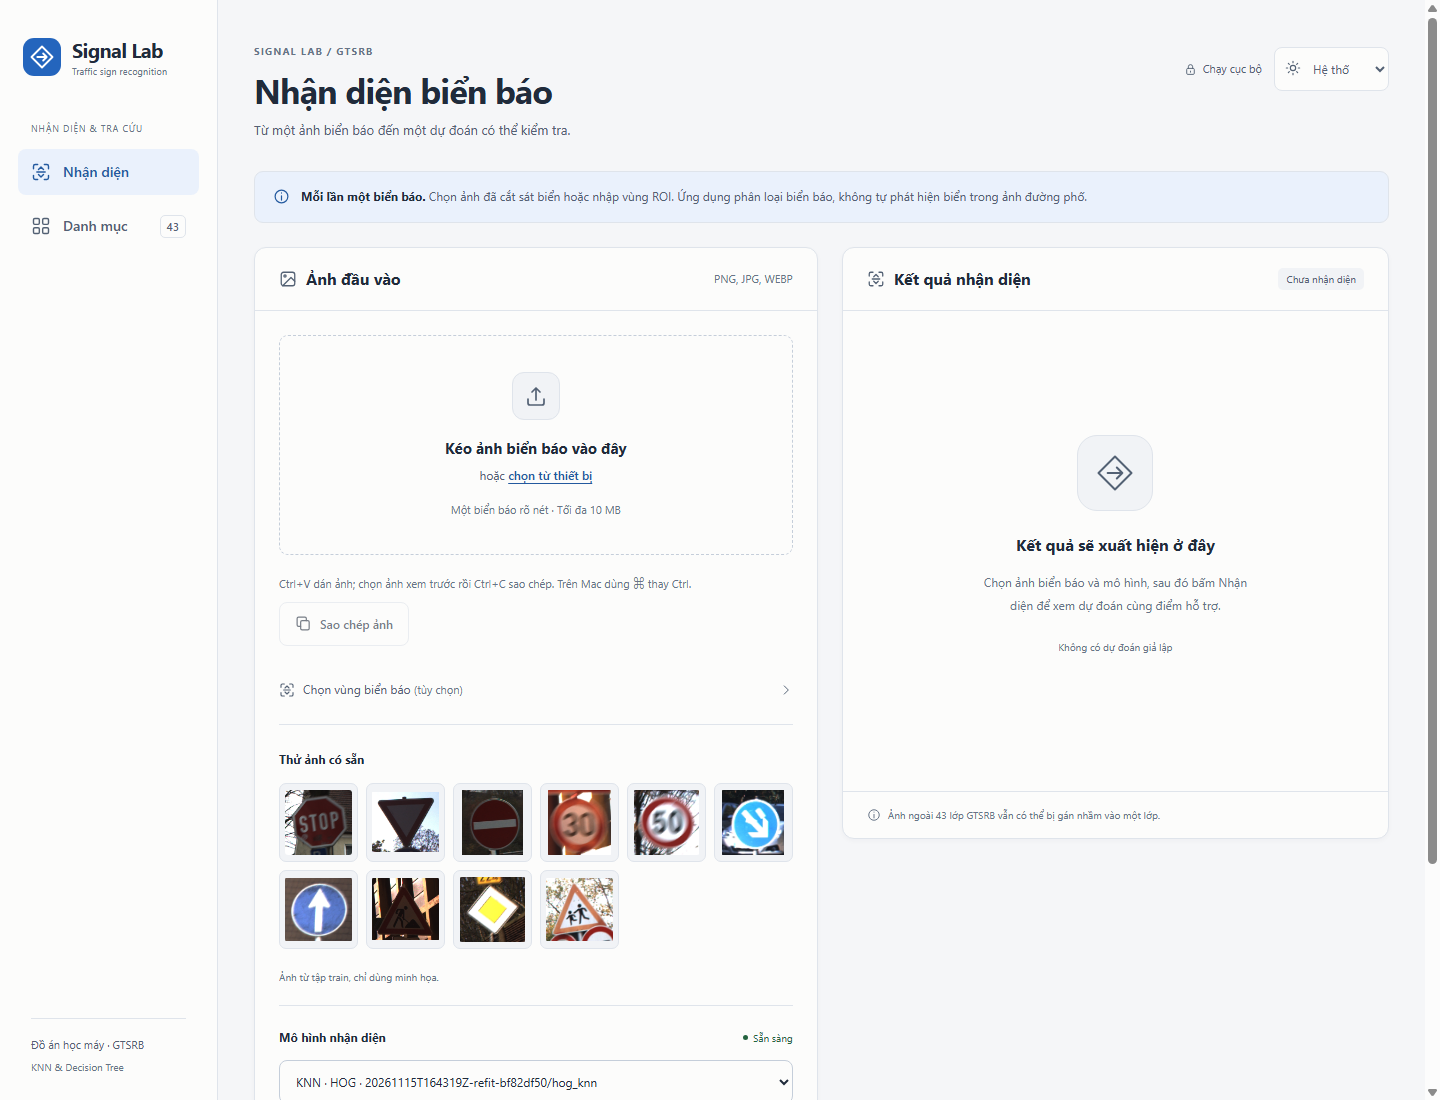 Signal Lab
Traffic sign recognition
NHẬN DIỆN & TRA CỨU
Nhận diện
Danh mục
43
Đồ án học máy · GTSRB
KNN & Decision Tree
SIGNAL LAB / GTSRB
Nhận diện biển báo
Từ một ảnh biển báo đến một dự đoán có thể kiểm tra.
Chạy cục bộ
Hệ thố
Mỗi lần một biển báo. Chọn ảnh đã cắt sát biển hoặc nhập vùng ROI. Ứng dụng phân loại biển báo, không tự phát hiện biển trong ảnh đường phố.
Ảnh đầu vào
PNG, JPG, WEBP
Kéo ảnh biển báo vào đây
hoặc chọn từ thiết bị
Một biển báo rõ nét · Tối đa 10 MB
Ctrl+V dán ảnh; chọn ảnh xem trước rồi Ctrl+C sao chép. Trên Mac dùng ⌘ thay Ctrl.
Sao chép ảnh
Chọn vùng biển báo (tùy chọn)
Thử ảnh có sẵn
STOP
30
50
Ảnh từ tập train, chỉ dùng minh họa.
Mô hình nhận diện
Sẵn sàng
KNN · HOG · 20261115T164319Z-refit-bf82df50/hog_knn
Kết quả nhận diện
Chưa nhận diện
Kết quả sẽ xuất hiện ở đây
Chọn ảnh biển báo và mô hình, sau đó bấm Nhận
diện để xem dự đoán cùng điểm hỗ trợ.
Không có dự đoán giả lập
Ảnh ngoài 43 lớp GTSRB vẫn có thể bị gán nhầm vào một lớp.